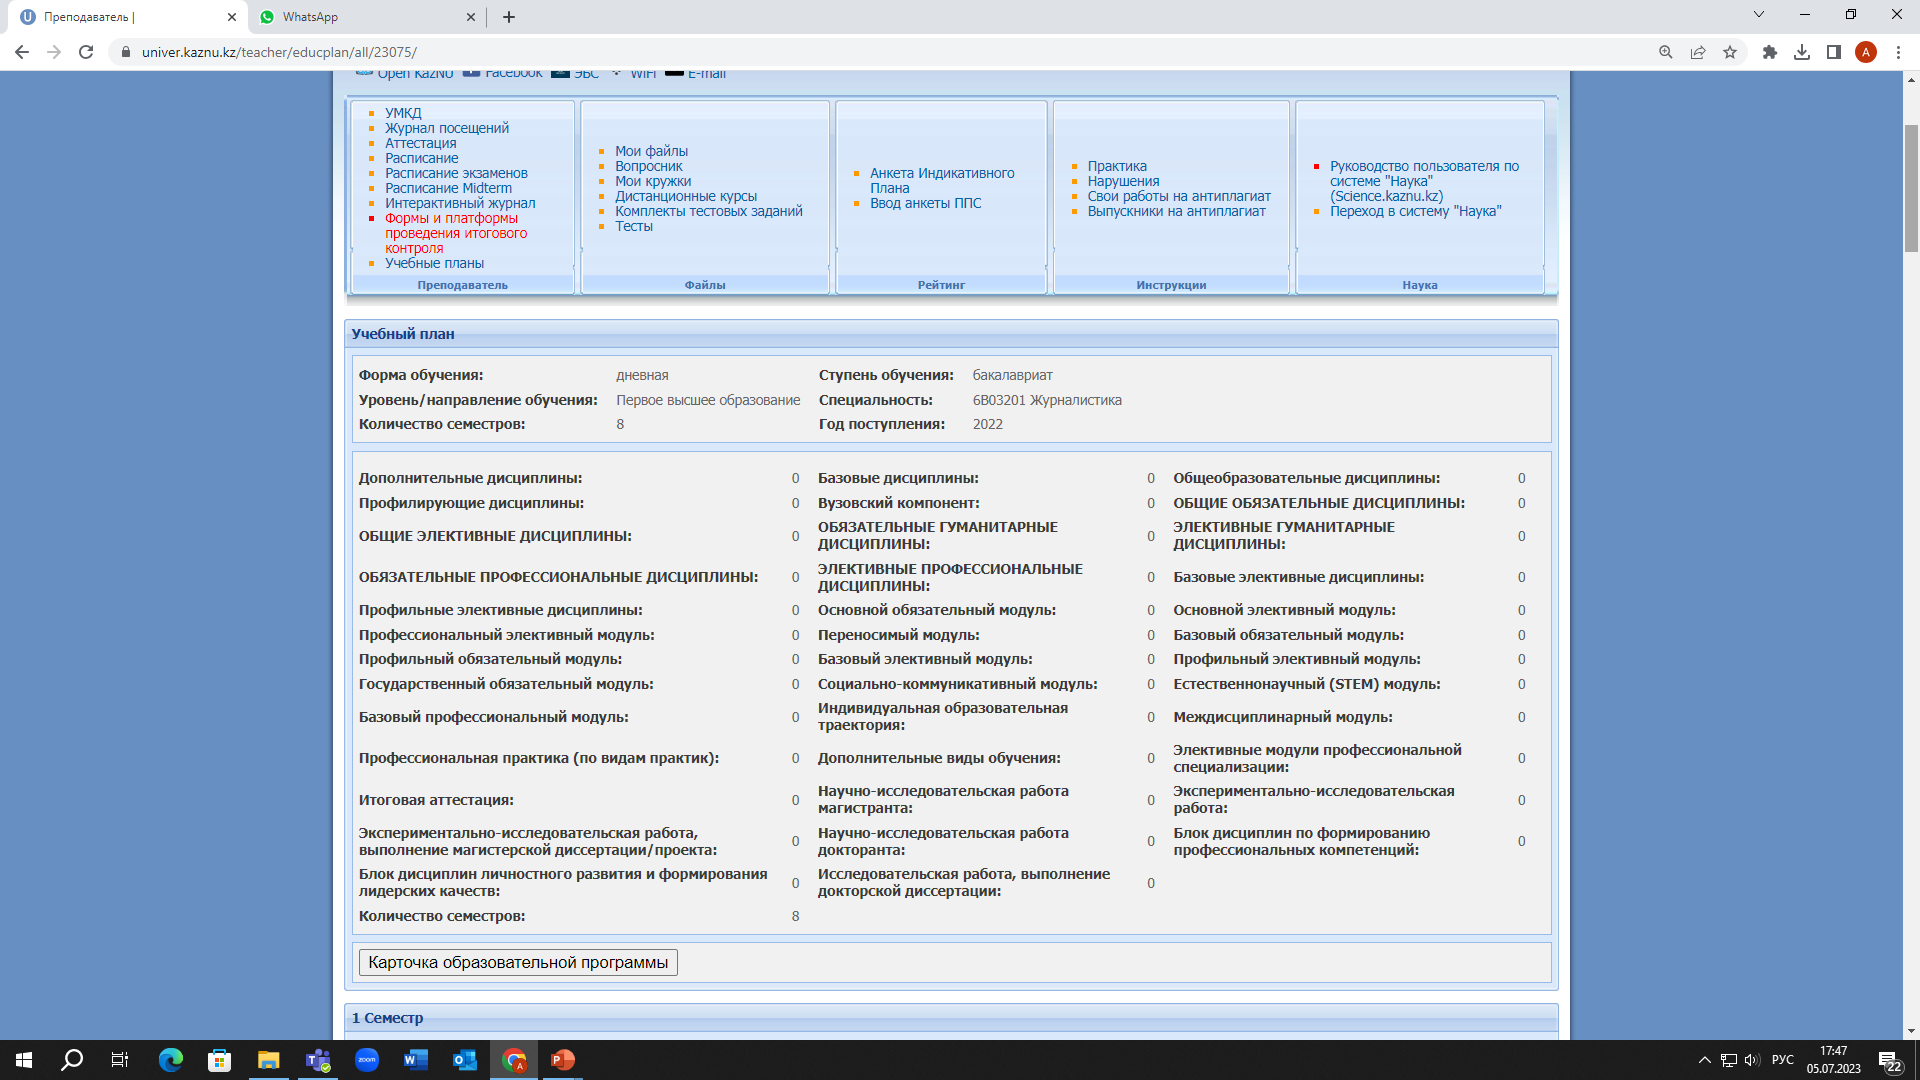 Преподаватель |
WhatsApp
univer.kaznu.kz/teacher/educplan/all/23075/
A
Open KazNU Facebook ЭБС WiFi E-mail
УМКД
Журнал посещений
Аттестация
Расписание
Расписание экзаменов
Расписание Midterm
Интерактивный журнал
Формы и платформы
проведения итогового
контроля
Учебные планы
Преподаватель
Мои файлы
Вопросник
Мои кружки
Дистанционные курсы
Комплекты тестовых заданий
Тесты
Файлы
Анкета Индикативного
Плана
Ввод анкеты ППС
Рейтинг
Практика
Нарушения
Свои работы на антиплагиат
Выпускники на антиплагиат
Инструкции
Руководство пользователя по
системе "Наука"
(Science.kaznu.kz)
Переход в систему "Наука"
Наука
Учебный план
Форма обучения: дневная Ступень обучения: бакалавриат
Уровень/направление обучения: Первое высшее образование Специальность: 6B03201 Журналистика
Количество семестров: 8 Год поступления: 2022
Дополнительные дисциплины: 0 Базовые дисциплины: 0 Общеобразовательные дисциплины: 0
Профилирующие дисциплины: 0 Вузовский компонент: 0 ОБЩИЕ ОБЯЗАТЕЛЬНЫЕ ДИСЦИПЛИНЫ: 0
ОБЩИЕ ЭЛЕКТИВНЫЕ ДИСЦИПЛИНЫ: 0 ОБЯЗАТЕЛЬНЫЕ ГУМАНИТАРНЫЕ
ДИСЦИПЛИНЫ: 0 ЭЛЕКТИВНЫЕ ГУМАНИТАРНЫЕ
ДИСЦИПЛИНЫ: 0
ОБЯЗАТЕЛЬНЫЕ ПРОФЕССИОНАЛЬНЫЕ ДИСЦИПЛИНЫ: 0 ЭЛЕКТИВНЫЕ ПРОФЕССИОНАЛЬНЫЕ
ДИСЦИПЛИНЫ: 0 Базовые элективные дисциплины: 0
Профильные элективные дисциплины: 0 Основной обязательный модуль: 0 Основной элективный модуль: 0
Профессиональный элективный модуль: 0 Переносимый модуль: 0 Базовый обязательный модуль: 0
Профильный обязательный модуль: 0 Базовый элективный модуль: 0 Профильный элективный модуль: 0
Государственный обязательный модуль: 0 Социально-коммуникативный модуль: 0 Естественнонаучный (STEM) модуль: 0
Базовый профессиональный модуль: 0 Индивидуальная образовательная
траектория: 0 Междисциплинарный модуль: 0
Профессиональная практика (по видам практик): 0 Дополнительные виды обучения: 0 Элективные модули профессиональной
специализации: 0
Итоговая аттестация: 0 Научно-исследовательская работа
магистранта: 0 Экспериментально-исследовательская
работа: 0
Экспериментально-исследовательская работа,
выполнение магистерской диссертации/проекта: 0 Научно-исследовательская работа
докторанта: 0 Блок дисциплин по формированию
профессиональных компетенций: 0
Блок дисциплин личностного развития и формирования
лидерских качеств: 0 Исследовательская работа, выполнение
докторской диссертации: 0
Количество семестров: 8
Карточка образовательной программы
1 Семестр
zoom
РУС
17:47
05.07.2023
22